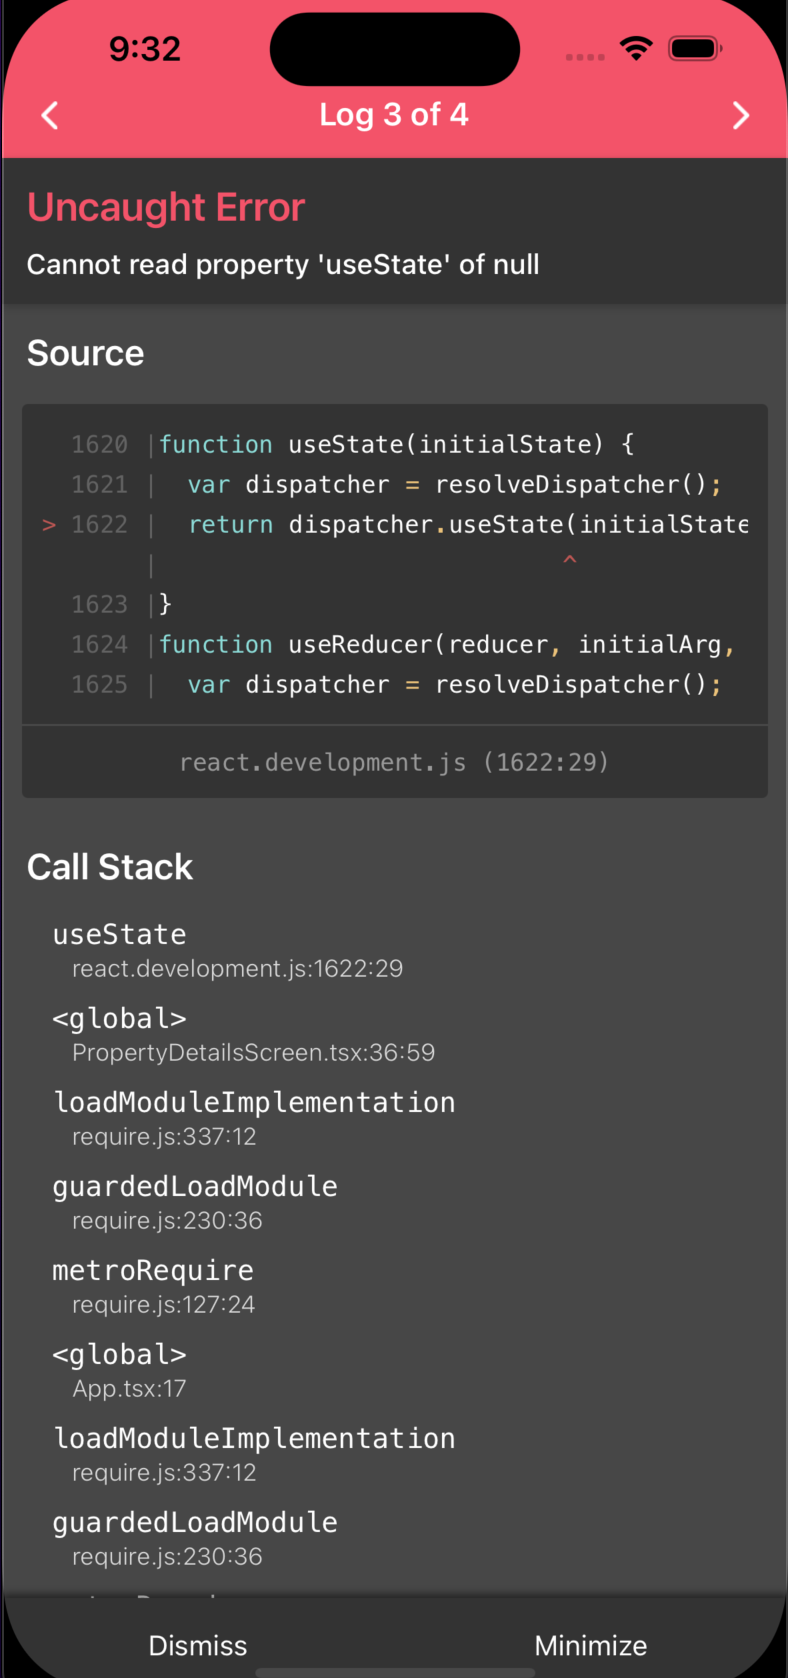 9:32
Log 3 of 4
Uncaught Error
Cannot read property 'useState' of null
Source
1620 |function useState(initialState) {
1621 |  var dispatcher = resolveDispatcher();
> 1622 |  return dispatcher.useState(initialState
|                            ^
1623 |}
1624 |function useReducer(reducer, initialArg,
1625 |  var dispatcher = resolveDispatcher();
react.development.js (1622:29)
Call Stack
useState
react.development.js:1622:29
<global>
PropertyDetailsScreen.tsx:36:59
loadModuleImplementation
require.js:337:12
guardedLoadModule
require.js:230:36
metroRequire
require.js:127:24
<global>
App.tsx:17
loadModuleImplementation
require.js:337:12
guardedLoadModule
require.js:230:36
Dismiss
Minimize